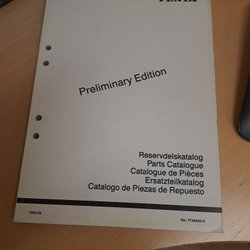 Preliminary Edition
Reservdelskatalog
Parts Catalogue
Catalogue de Pièces
Ersatzteilkatalog
Catalogo de Piezas de Repuesto